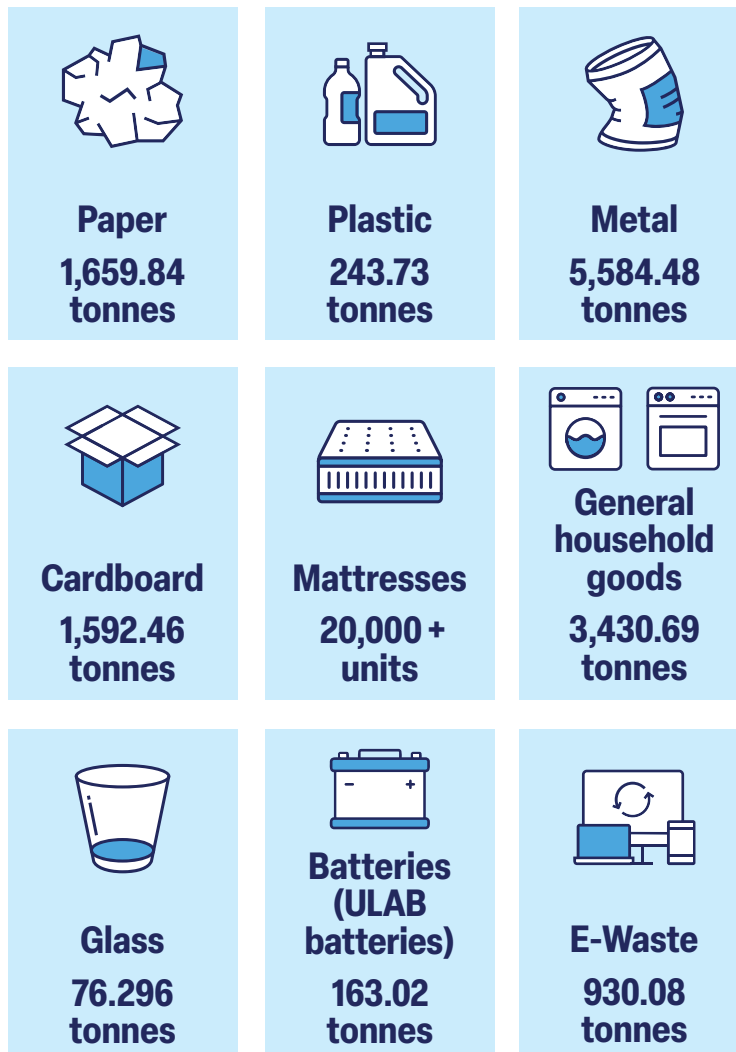 Paper
1,659.84
tonnes
Plastic
243.73
tonnes
Metal
5,584.48
tonnes
Cardboard
1,592.46
tonnes
Mattresses
20,000 +
units
General
household
goods
3,430.69
tonnes
Glass
76.296
tonnes
Batteries
(ULAB
batteries)
163.02
tonnes
E-Waste
930.08
tonnes